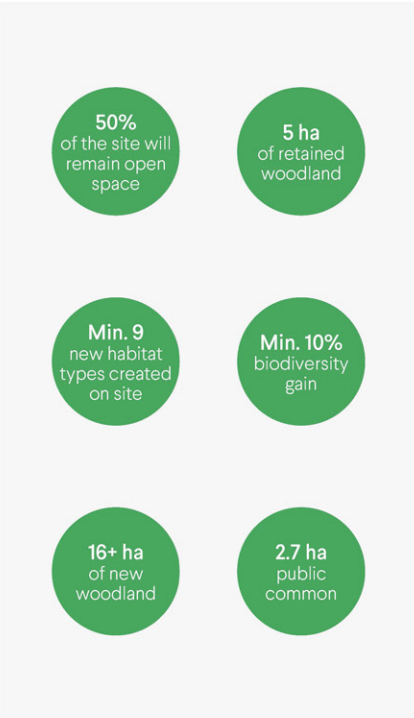 50%
of the site will
remain open
space
5 ha
of retained
woodland
Min. 9
new habitat
types created
on site
Min. 10%
biodiversity
gain
16+ ha
of new
woodland
2.7 ha
public
common